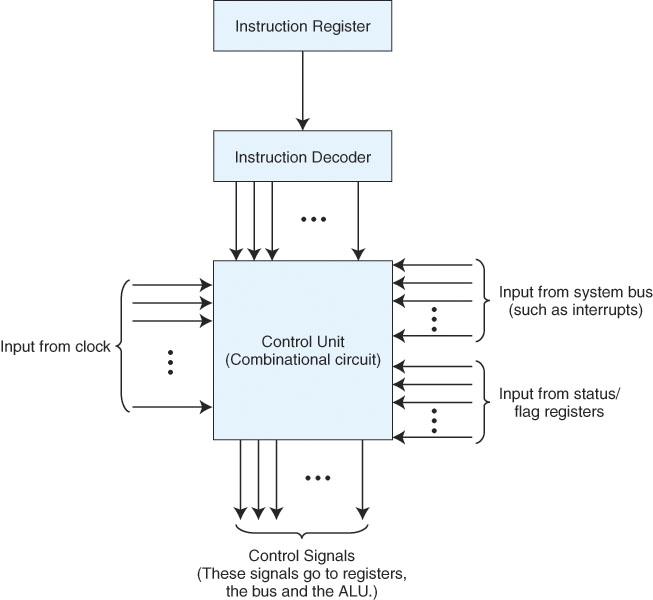 Instruction Register
Instruction Decoder
Input from clock
Control Unit
(Combinational circuit)
Input from system bus
(such as interrupts)
Input from status/
flag registers
Control Signals
(These signals go to registers,
the bus and the ALU.)